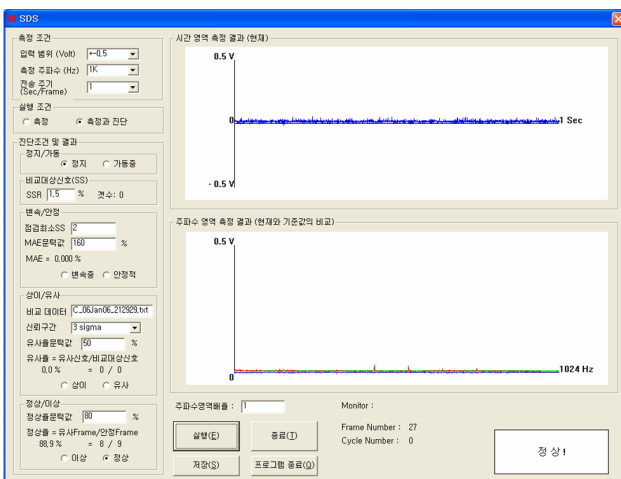 SDS
측정 조건
입력 범위 (Volt) +-0,5
측정 주파수 (Hz) 1K
전송 주기 (Sec/Frame) 1
실행 조건
측정 측정과 진단
진단조건 및 결과
정지/가동
정지 가동중
비교대상신호(SS)
SSR 1,5 % 갯수: 0
변속/안정
점검최소SS 2
MAE문턱값 160 %
MAE = 0,000 %
변속중 안정적
상이/유사
비교 데이터 C_06Jan06_212929,txt
신뢰구간 3 sigma
유사율문턱값 50 %
유사율 = 유사신호/비교대상신호
0,0 % = 0 / 0
상이 유사
정상/이상
정상율문턱값 80 %
정상율 = 유사Frame/안정Frame
88,9 % = 8 / 9
이상 정상
시간 영역 측정 결과 (현재)
0.5 V
0 1 Sec
- 0.5 V
주파수 영역 측정 결과 (현재와 기준값의 비교)
0.5 V
0 1024 Hz
주파수영역배율 : 1
Monitor :
실행(E) 종료(T)
Frame Number : 27
Cycle Number : 0
저장(S) 프로그램 종료(Q)
정 상 !